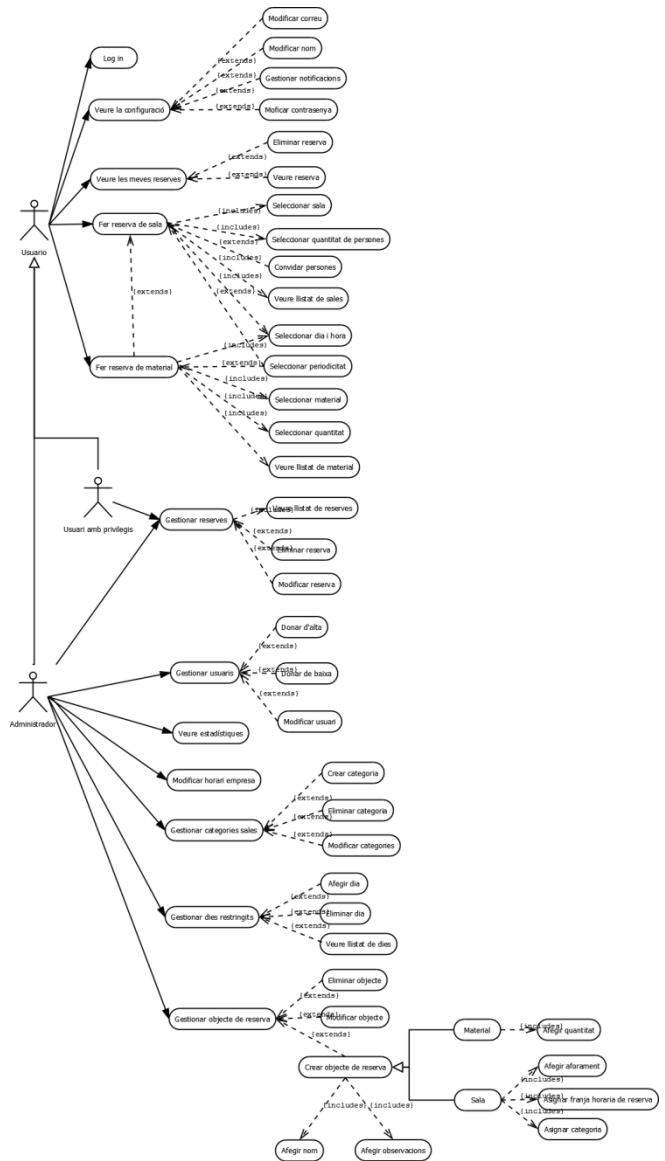 Modificar correu
Log in
Modificar nom
{extends}
Gestionar notificacions
{extends}
Veure la configuració
{extends}
Moficar contrasenya
{extends}
Eliminar reserva
{extends}
Veure les meves reserves
Veure reserva
{extends}
Seleccionar sala
{includes}
Fer reserva de sala
{includes}
Seleccionar quantitat de persones
{extends}
Usuario
{includes}
Convidar persones
{includes}
{extends}
{extends}
Veure llistat de sales
Seleccionar dia i hora
{includes}
Fer reserva de material
{extends}
Seleccionar periodicitat
{includes}
Seleccionar material
{includes}
Seleccionar quantitat
Veure llistat de material
Veure llistat de reserves
Gestionar reserves
Usuari amb privilegis
{extends}
{extends}
Eliminar reserva
Modificar reserva
Donar d'alta
{extends}
Gestionar usuaris
{extends}
Donar de baixa
{extends}
Administrador
Modificar usuari
Veure estadístiques
Crear categoria
Modificar horari empresa
{extends}
Eliminar categoria
Gestionar categories sales
{extends}
Modificar categories
Afegir dia
{extends}
Gestionar dies restringits
Eliminar dia
{extends}
Veure llistat de dies
Eliminar objecte
{extends}
Gestionar objecte de reserva
Modificar objecte
{extends}
Material
{includes}
Afegir quantitat
Crear objecte de reserva
Afegir aforament
{includes}
Sala
{includes}
Asignar franja horaria de reserva
{includes}
{includes}
{includes}
Asignar categoria
Afegir nom
Afegir observacions